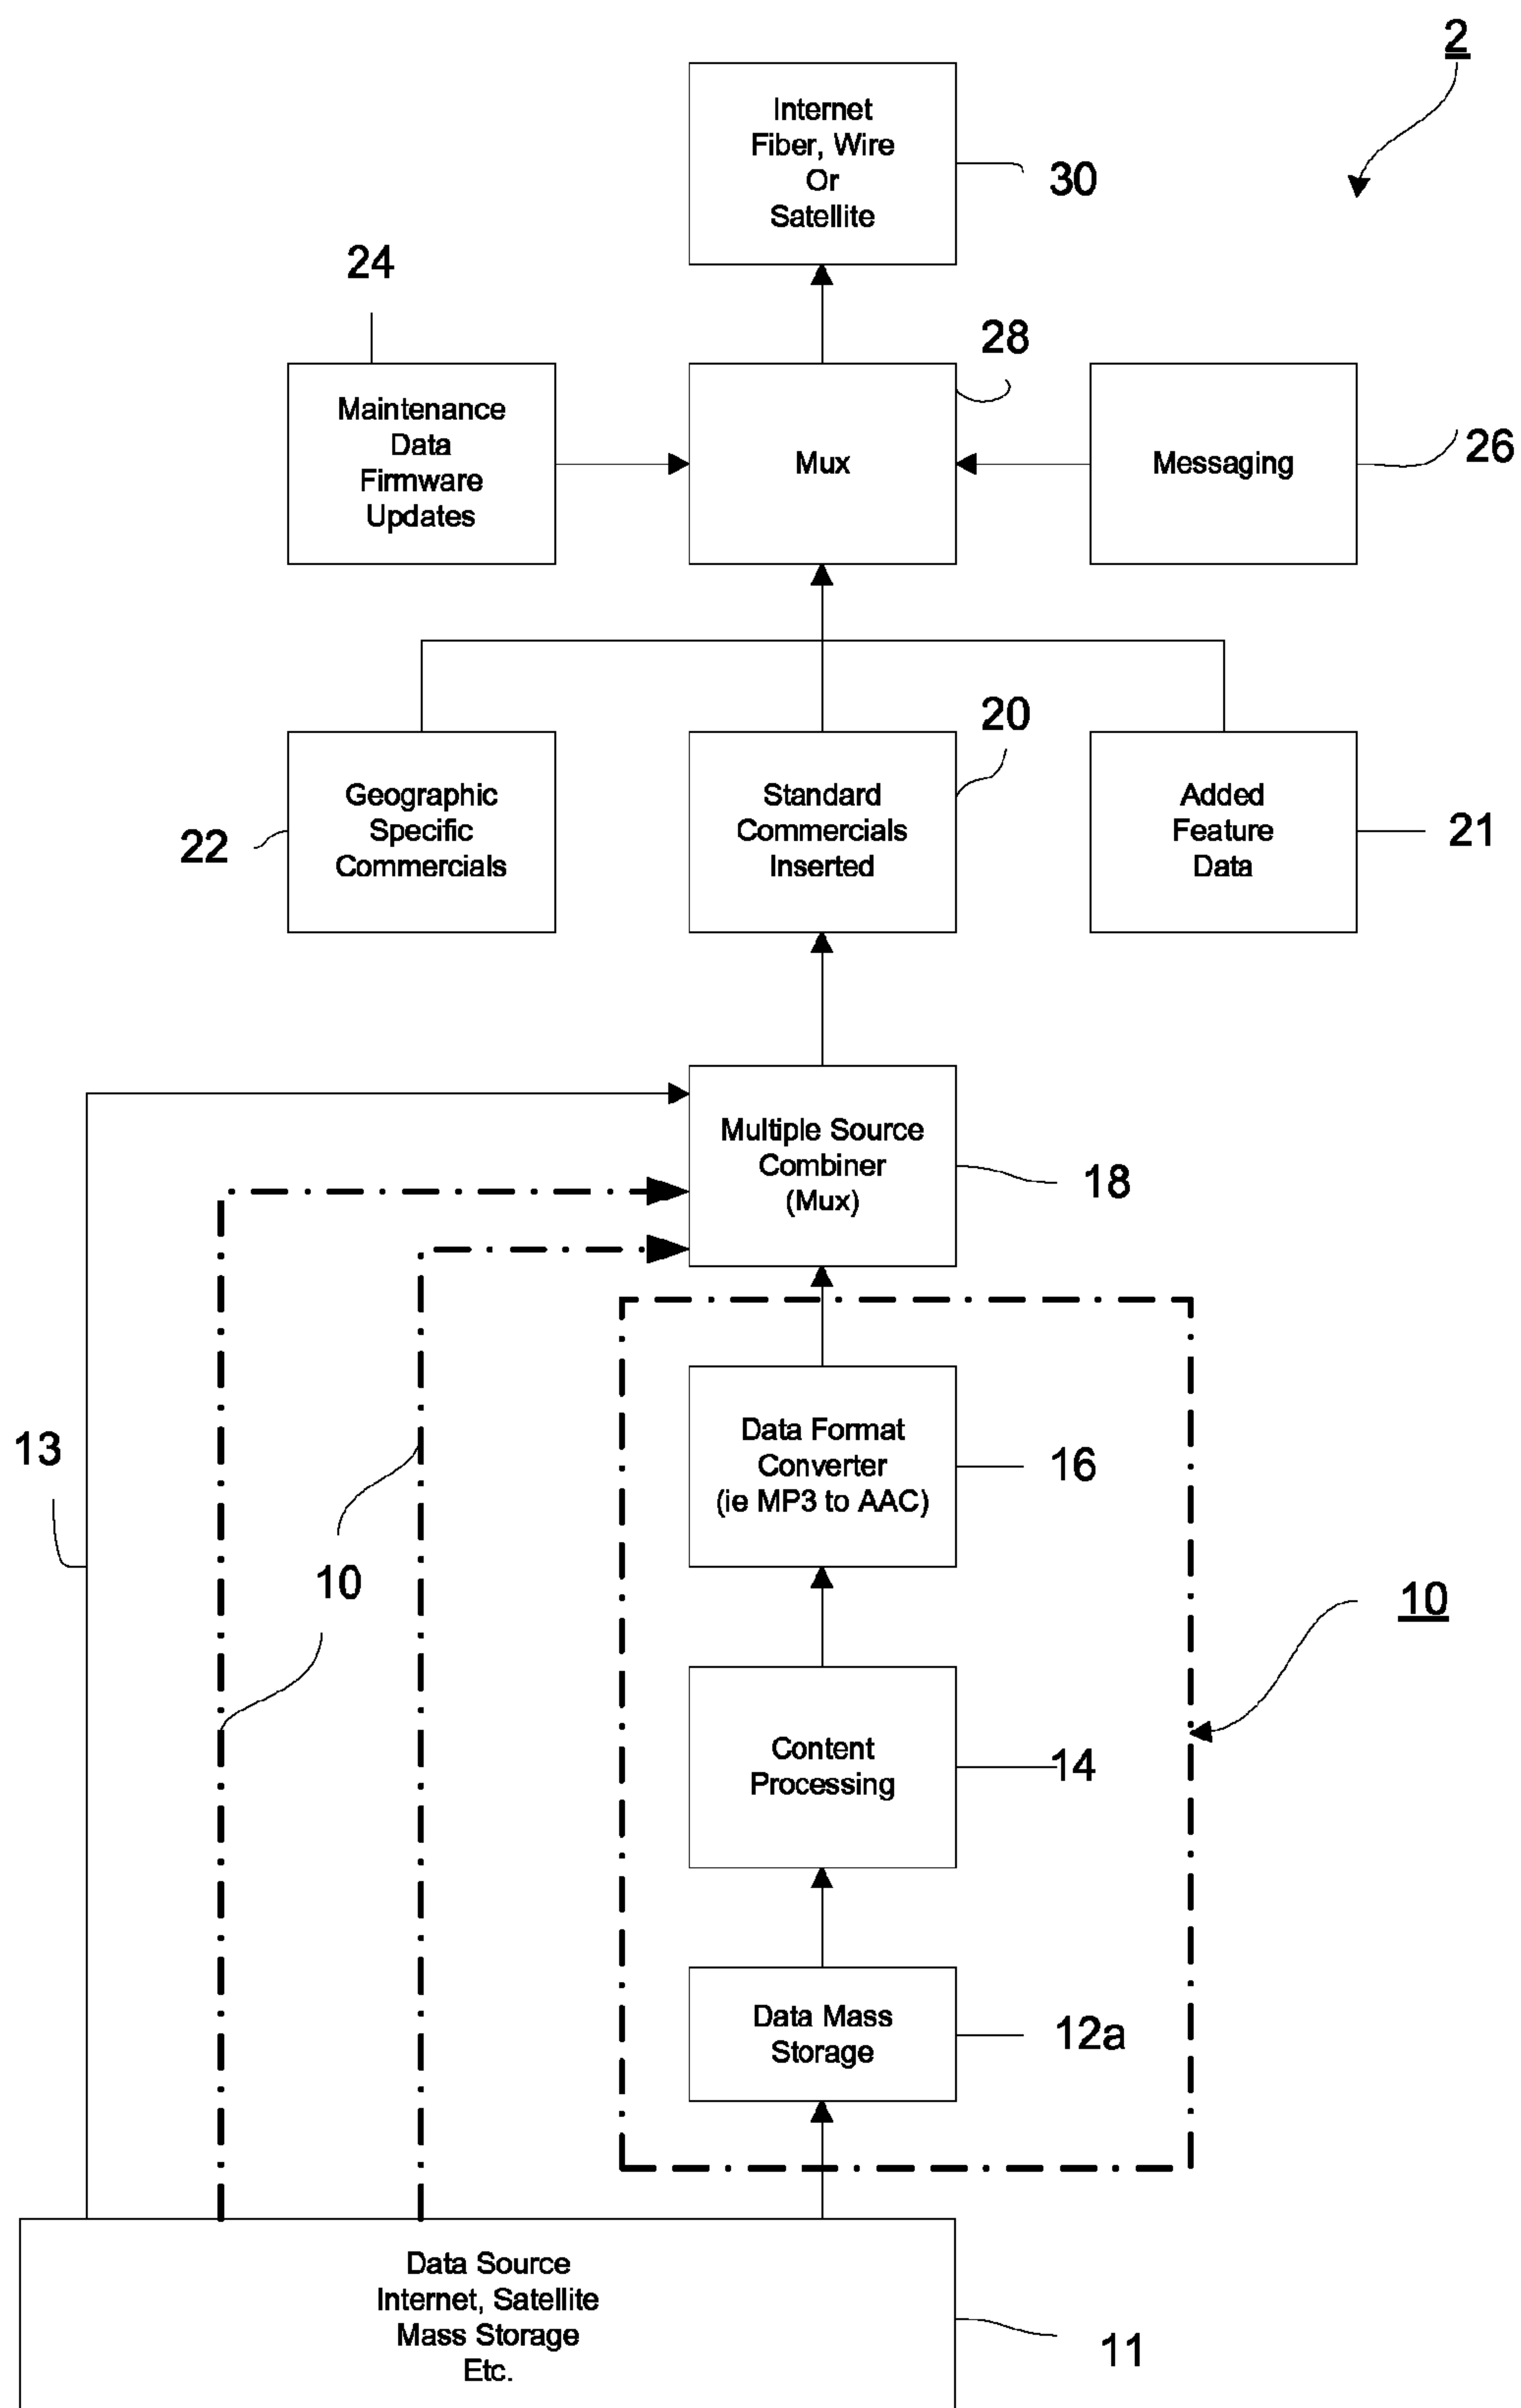 2
Internet
Fiber, Wire
Or
Satellite
30
24
28
Maintenance
Data
Firmware
Updates
Mux
Messaging
26
20
Geographic
Specific
Commercials
22
Standard
Commercials
Inserted
Added
Feature
Data
21
Multiple Source
Combiner
(Mux)
18
13
Data Format
Converter
(ie MP3 to AAC)
16
10
10
Content
Processing
14
Data Mass
Storage
12a
Data Source
Internet, Satellite
Mass Storage
Etc.
11